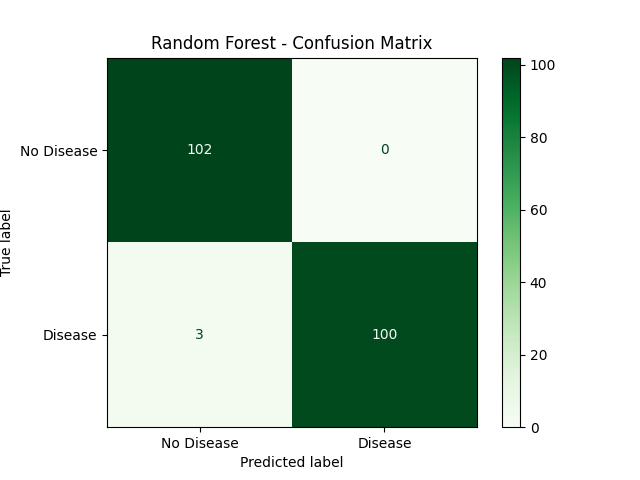 Random Forest - Confusion Matrix
True label
No Disease
102
0
Disease
3
100
No Disease
Disease
Predicted label
100
80
60
40
20
0